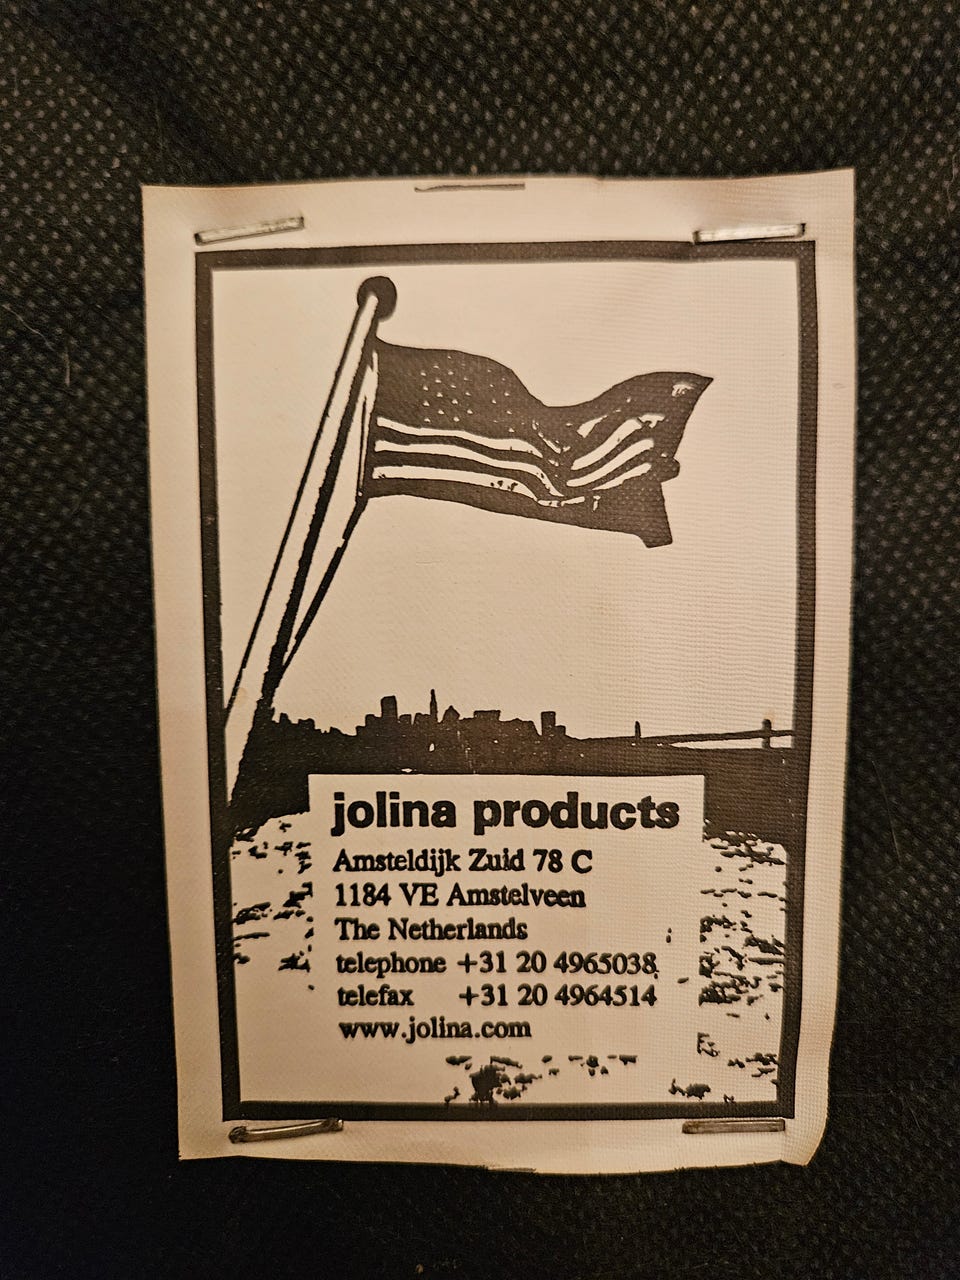 jolina products
Amsteldijk Zuid 78 C
1184 VE Amstelveen
The Netherlands
telephone +31 20 4965038
telefax +31 20 4964514
www.jolina.com